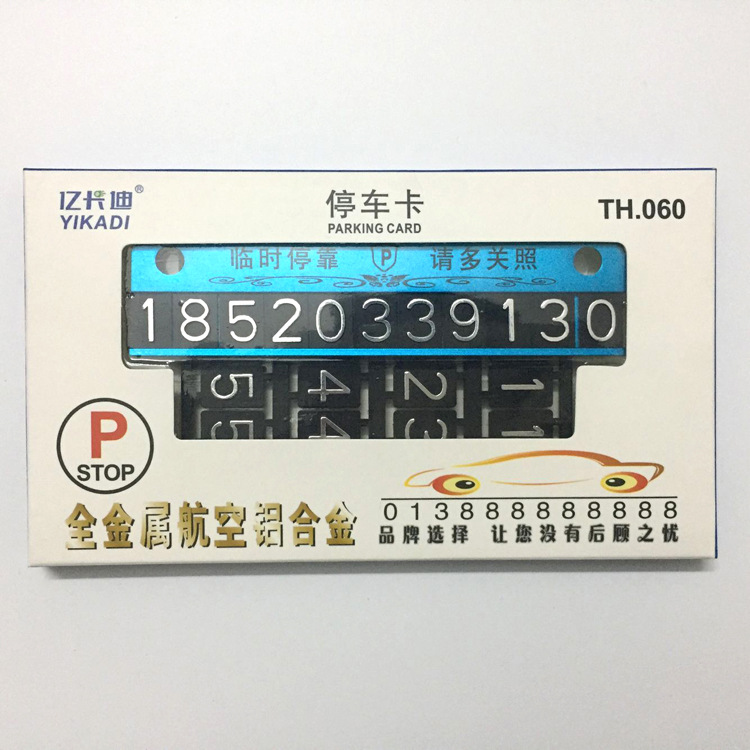 亿卡迪®
YIKADI
停车卡
PARKING CARD
TH.060
临时停靠 P 请多关照
18520339130
5 4 2 1
5 4 3 1
P
STOP
全金属航空铝合金
013888888888
品牌选择 让您没有后顾之忧